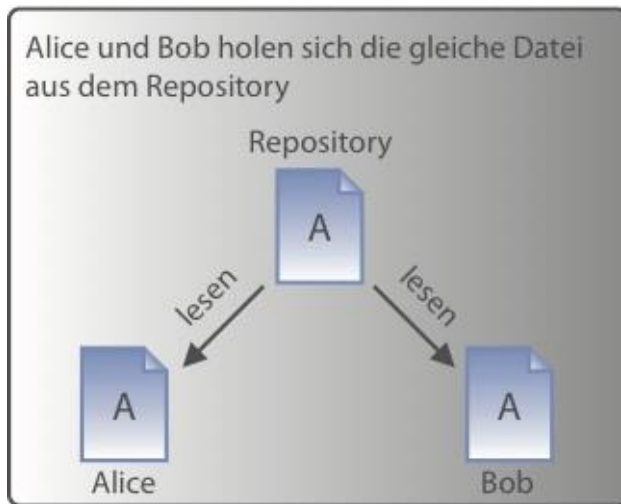 Alice und Bob holen sich die gleiche Datei
aus dem Repository
Repository
A
lesen
lesen
A
A
Alice
Bob